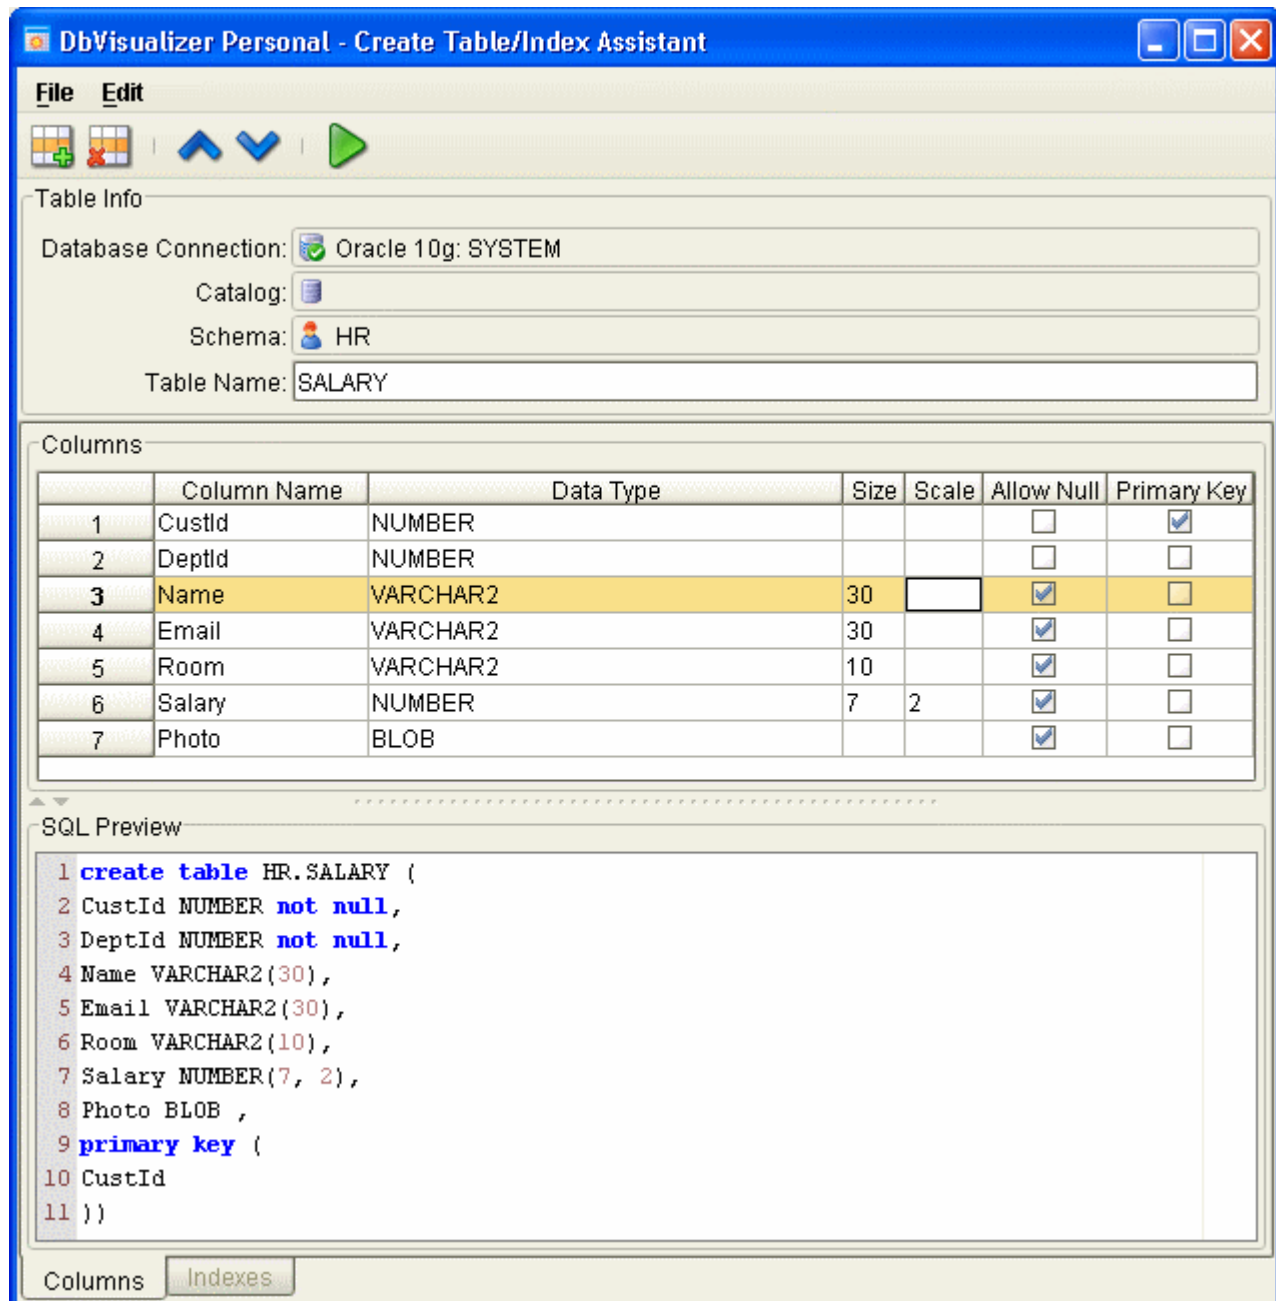 DbVisualizer Personal - Create Table/Index Assistant
File Edit
Table Info
Database Connection: Oracle 10g: SYSTEM
Catalog:
Schema: HR
Table Name: SALARY
Columns
Column Name Data Type Size Scale Allow Null Primary Key
1 CustId NUMBER
2 DeptId NUMBER
3 Name VARCHAR2 30
4 Email VARCHAR2 30
5 Room VARCHAR2 10
6 Salary NUMBER 7 2
7 Photo BLOB
SQL Preview
1 create table HR.SALARY (
2 CustId NUMBER not null,
3 DeptId NUMBER not null,
4 Name VARCHAR2(30),
5 Email VARCHAR2(30),
6 Room VARCHAR2(10),
7 Salary NUMBER(7, 2),
8 Photo BLOB ,
9 primary key (
10 CustId
11 ))
Columns Indexes